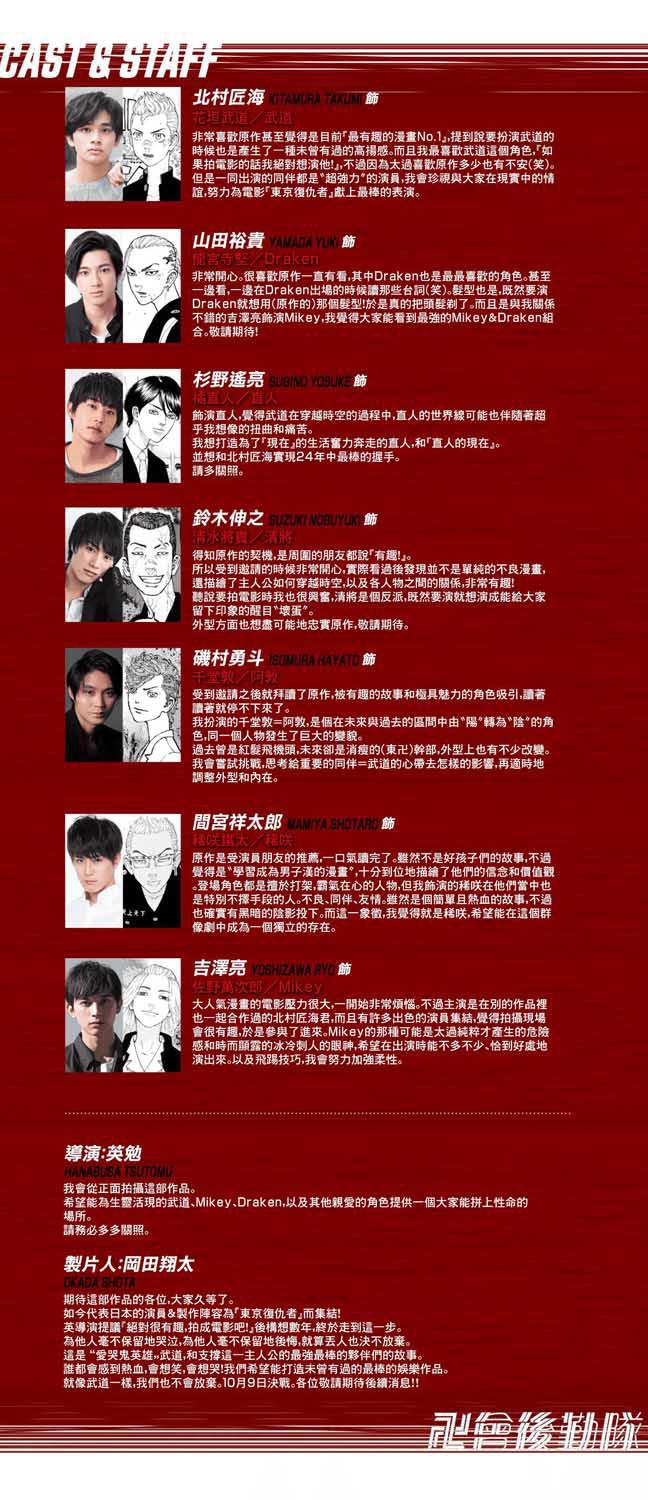 CAST & STAFF
北村匠海 KITAMURA TAKUMI 飾
花垣武道／武道
非常喜歡原作甚至覺得是目前『最有趣的漫畫No.1』,提到說要扮演武道的
時候也是產生了一種未曾有過的高揚感。而且我最喜歡武道這個角色,『如
果拍電影的話我絕對想演他!』,不過因為太過喜歡原作多少也有不安(笑)。
但是一同出演的同伴都是〝超強力〞的演員,我會珍視與大家在現實中的情
誼,努力為電影『東京復仇者』獻上最棒的表演。
山田裕貴 YAMADA YUKI 飾
龍宮寺堅／Draken
非常開心。很喜歡原作一直有看,其中Draken也是最最喜歡的角色。甚至
一邊看,一邊在Draken出場的時候讀那些台詞(笑)。髮型也是,既然要演
Draken就想用(原作的)那個髮型!於是真的把頭髮剃了。而且是與我關係
不錯的吉澤亮飾演Mikey,我覺得大家能看到最強的Mikey&Draken組
合。敬請期待!
杉野遙亮 SUGINO YOSUKE 飾
橘直人／直人
飾演直人,覺得武道在穿越時空的過程中,直人的世界線可能也伴隨著超
乎我想像的扭曲和痛苦。
我想打造為了『現在』的生活奮力奔走的直人,和『直人的現在』。
並想和北村匠海實現24年中最棒的握手。
請多關照。
鈴木伸之 SUZUKI NOBUYUKI 飾
清水將貴／清將
得知原作的契機,是周圍的朋友都說『有趣!』。
所以受到邀請的時候非常開心,實際看過後發現並不是單純的不良漫畫,
還描繪了主人公如何穿越時空,以及各人物之間的關係,非常有趣!
聽說要拍電影時我也很興奮,清將是個反派,既然要演就想演成能給大家
留下印象的醒目〝壞蛋〞。
外型方面也想盡可能地忠實原作,敬請期待。
磯村勇斗 ISOMURA HAYATO 飾
千堂敦／阿敦
受到邀請之後就拜讀了原作,被有趣的故事和極具魅力的角色吸引,讀著
讀著就停不下來了。
我扮演的千堂敦=阿敦,是個在未來與過去的區間中由〝陽〞轉為〝陰〞的角
色,同一個人物發生了巨大的變貌。
過去曾是紅髮飛機頭,未來卻是消瘦的(東卍)幹部,外型上也有不少改變。
我會嘗試挑戰,思考給重要的同伴=武道的心帶去怎樣的影響,再適時地
調整外型和內在。
間宮祥太郎 MAMIYA SHOTARO 飾
稀咲鐵太／稀咲
原作是受演員朋友的推薦,一口氣讀完了。雖然不是好孩子們的故事,不過
覺得是〝學習成為男子漢的漫畫〞,十分到位地描繪了他們的信念和價值觀
。登場角色都是擅於打架,霸氣在心的人物,但我飾演的稀咲在他們當中也
是特別不擇手段的人。不良、同伴、友情。雖然是個簡單且熱血的故事,不過
也確實有黑暗的陰影投下。而這一象徵,我覺得就是稀咲,希望能在這個群
像劇中成為一個獨立的存在。
吉澤亮 YOSHIZAWA RYO 飾
佐野萬次郎／Mikey
大人氣漫畫的電影壓力很大,一開始非常煩惱。不過主演是在別的作品裡
也一起合作過的北村匠海君,而且有許多出色的演員集結,覺得拍攝現場
會很有趣,於是參與了進來。Mikey的那種可能是太過純粹才產生的危險
感和時而顯露的冰冷刺人的眼神,希望在出演時能不多不少、恰到好處地
演出來。以及飛踢技巧,我會努力加強柔性。
導演:英勉
HANABUSA TSUTOMU
我會從正面拍攝這部作品。
希望能為生靈活現的武道、Mikey、Draken,以及其他親愛的角色提供一個大家能拼上性命的
場所。
請務必多多關照。
製片人:岡田翔太
OKADA SHOTA
期待這部作品的各位,大家久等了。
如今代表日本的演員&製作陣容為『東京復仇者』而集結!
英導演提議『絕對很有趣,拍成電影吧!』後構想數年,終於走到這一步。
為他人毫不保留地哭泣,為他人毫不保留地後悔,就算丟人也決不放棄。
這是〝愛哭鬼英雄〞武道,和支撐這一主人公的最強最棒的夥伴們的故事。
誰都會感到熱血,會想笑,會想哭!我們希望能打造未曾有過的最棒的娛樂作品。
就像武道一樣,我們也不會放棄。10月9日決戰。各位敬請期待後續消息!!
卍會後勤隊